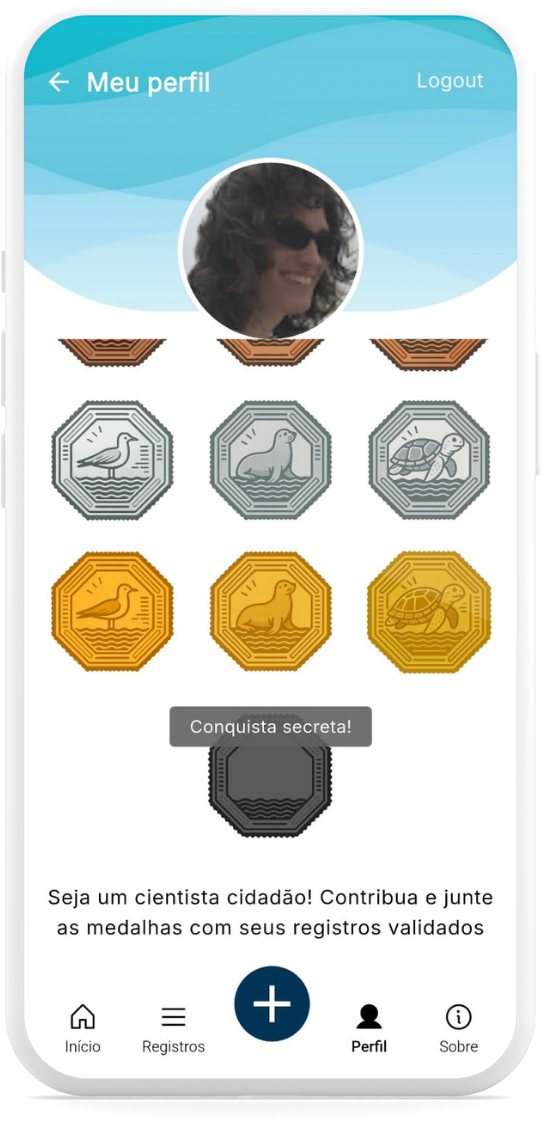 Meu perfil
Logout
Conquista secreta!
Seja um cientista cidadão! Contribua e junte
as medalhas com seus registros validados
Início
Registros
Perfil
Sobre